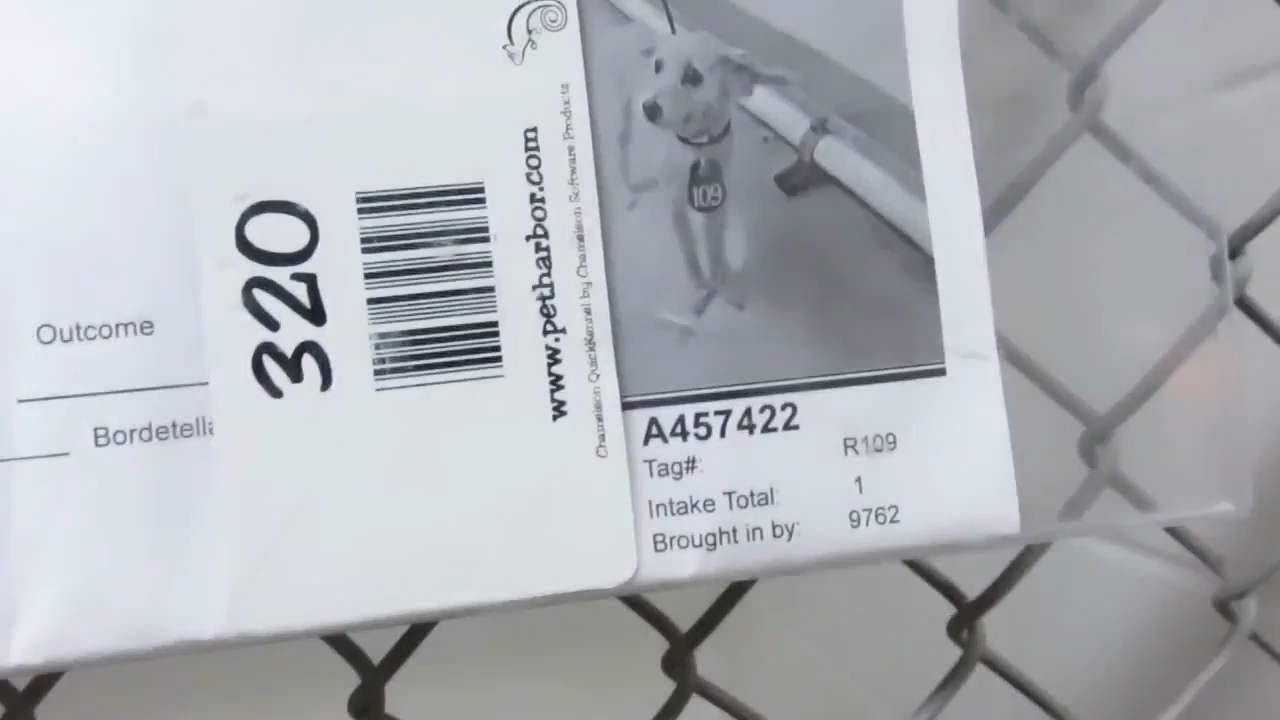 Outcome
Bordetella
320
www.petharbor.com
Chameleon QuickKennel by Chameleon Software Products
109
A457422
Tag#: R109
Intake Total: 1
Brought in by: 9762